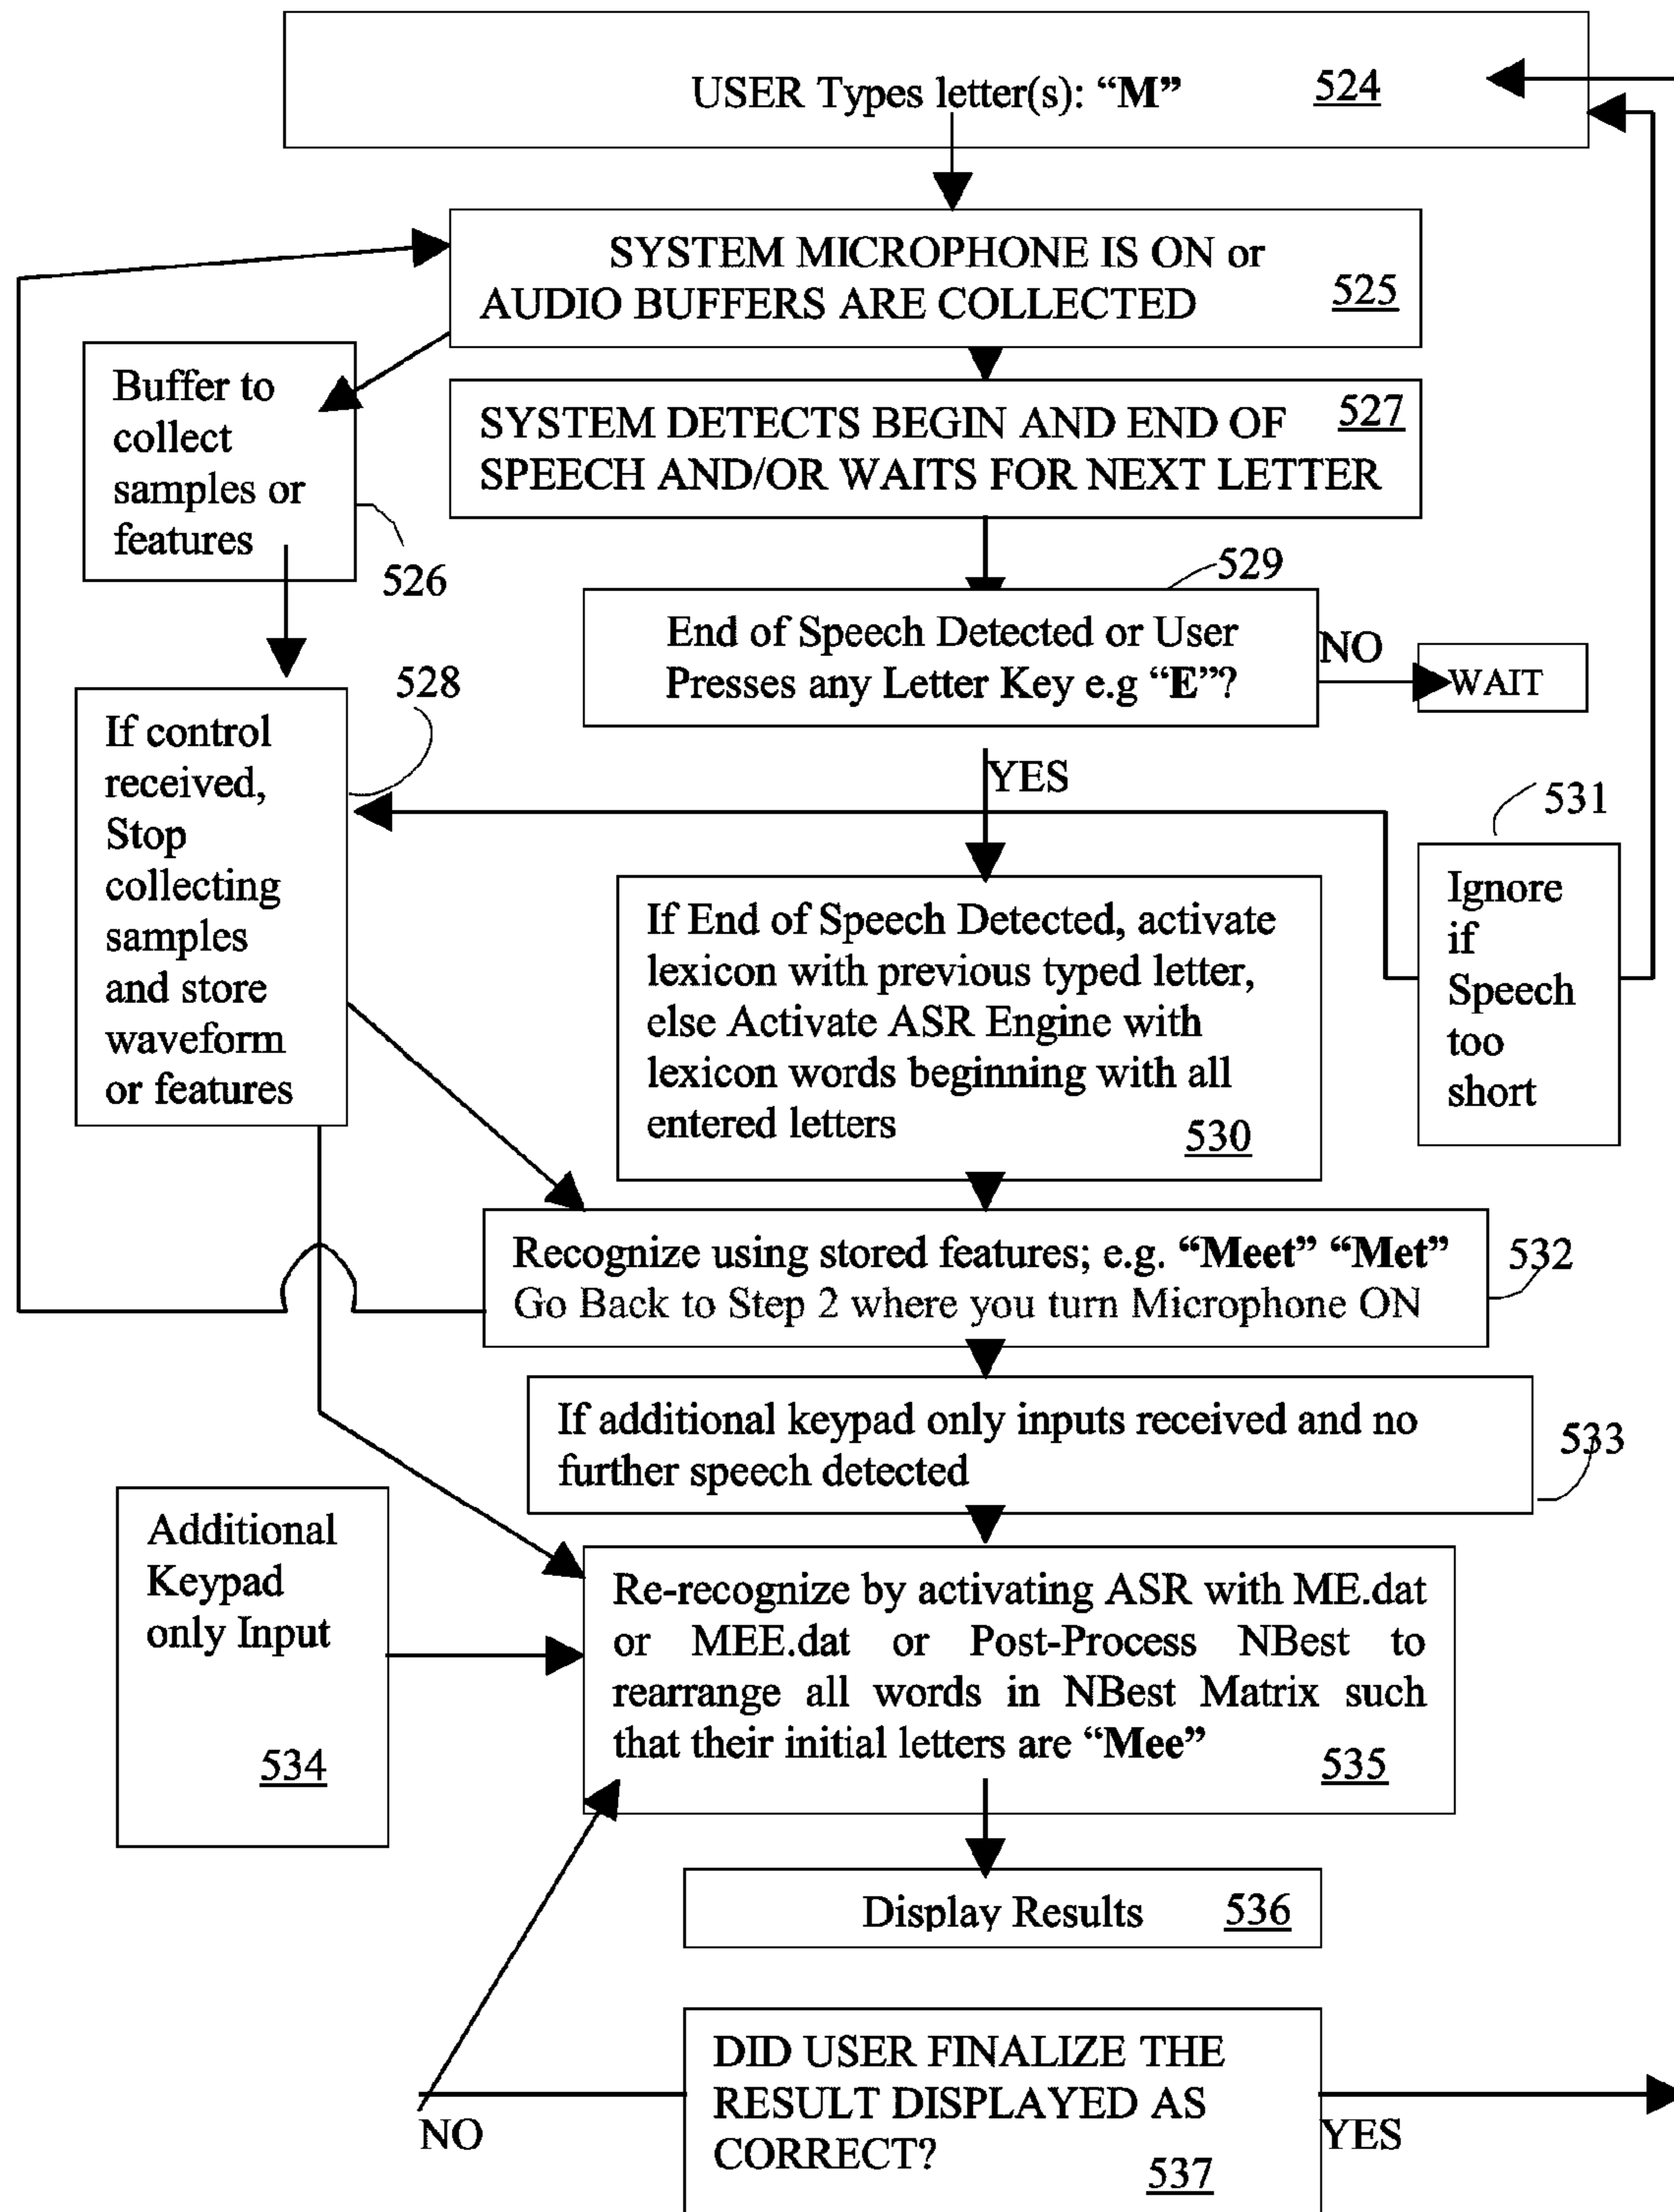 USER Types letter(s): “M” 524
SYSTEM MICROPHONE IS ON or
AUDIO BUFFERS ARE COLLECTED 525
Buffer to
collect
samples or
features
526
SYSTEM DETECTS BEGIN AND END OF 527
SPEECH AND/OR WAITS FOR NEXT LETTER
529
End of Speech Detected or User
Presses any Letter Key e.g “E”?
NO
WAIT
528
If control
received,
Stop
collecting
samples
and store
waveform
or features
YES
531
Ignore
if
Speech
too
short
If End of Speech Detected, activate
lexicon with previous typed letter,
else Activate ASR Engine with
lexicon words beginning with all
entered letters 530
Recognize using stored features; e.g. “Meet” “Met”
Go Back to Step 2 where you turn Microphone ON
532
If additional keypad only inputs received and no
further speech detected
533
Additional
Keypad
only Input
534
Re-recognize by activating ASR with ME.dat
or MEE.dat or Post-Process NBest to
rearrange all words in NBest Matrix such
that their initial letters are “Mee”
535
Display Results 536
DID USER FINALIZE THE
RESULT DISPLAYED AS
CORRECT?
537
NO
YES